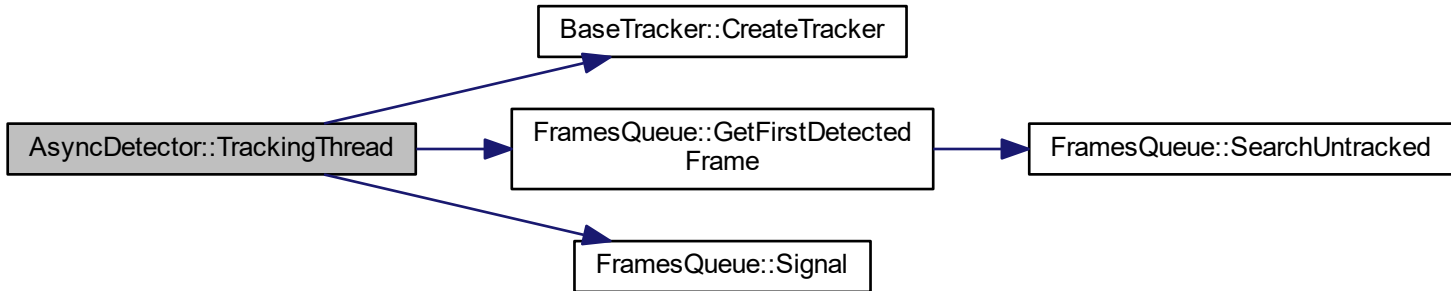 BaseTracker::CreateTracker
AsyncDetector::TrackingThread
FramesQueue::GetFirstDetected
Frame
FramesQueue::SearchUntracked
FramesQueue::Signal